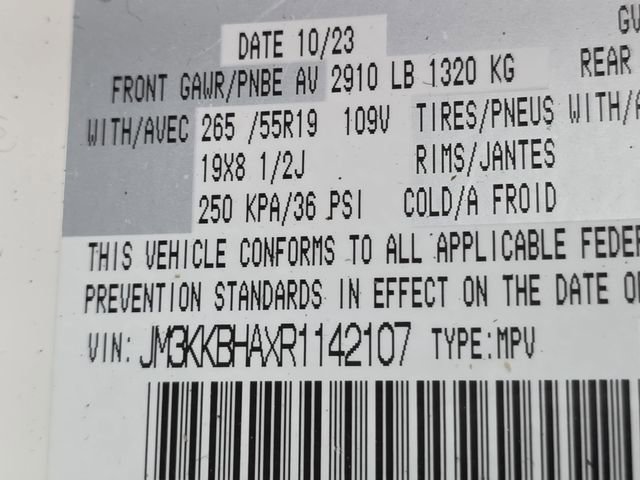 GV
DATE 10/23
FRONT GAWR/PNBE AV 2910 LB 1320 KG REAR
WITH/AVEC 265 /55R19 109V TIRES/PNEUS WITH/A
19X8 1/2J RIMS/JANTES
250 KPA/36 PSI COLD/A FROID
THIS VEHICLE CONFORMS TO ALL APPLICABLE FEDER
PREVENTION STANDARDS IN EFFECT ON THE DATE O
VIN: JM3KKBHAXR1142107 TYPE:MPV